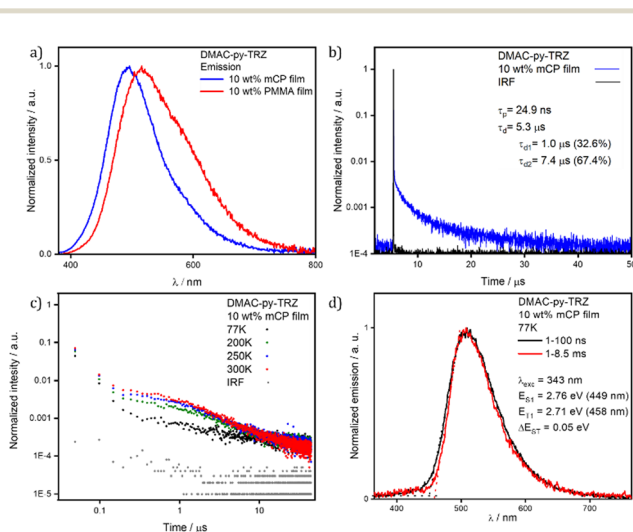 a)
DMAC-py-TRZ
Emission
10 wt% mCP film
10 wt% PMMA film
Normalized intensity / a.u.
1.0
0.5
0.0
400
600
800
λ / nm
b)
DMAC-py-TRZ
10 wt% mCP film
IRF
τp= 24.9 ns
τd= 5.3 μs
τd1= 1.0 μs (32.6%)
τd2= 7.4 μs (67.4%)
Normalized intensity / a.u.
1
0.1
0.01
0.001
1E-4
10
20
30
40
50
Time / μs
c)
DMAC-py-TRZ
10 wt% mCP film
77K
200K
250K
300K
IRF
Normalized intesity / a.u.
1
0.1
0.01
0.001
1E-4
1E-5
0.1
1
10
Time / μs
d)
DMAC-py-TRZ
10 wt% mCP film
77K
1-100 ns
1-8.5 ms
λexc = 343 nm
ES1 = 2.76 eV (449 nm)
ET1 = 2.71 eV (458 nm)
ΔEST = 0.05 eV
Normalized emission / a. u.
1
0
400
500
600
700
λ / nm